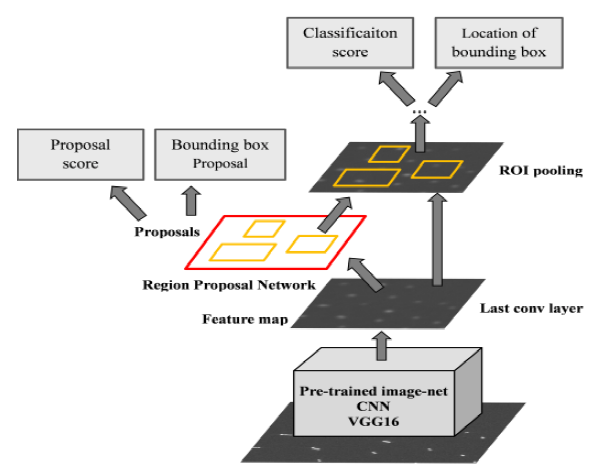 Classificaiton
score
Location of
bounding box
...
Proposal
score
Bounding box
Proposal
ROI pooling
Proposals
Region Proposal Network
Feature map
Last conv layer
Pre-trained image-net
CNN
VGG16